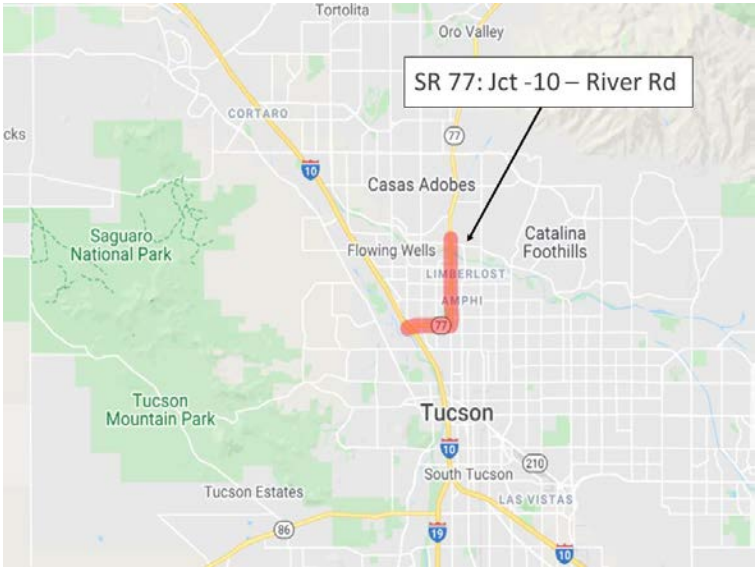 Tortolita
Oro Valley
SR 77: Jct -10 – River Rd
CORTARO
77
cks
10
Casas Adobes
Saguaro
National Park
Flowing Wells
Catalina
Foothills
LIMBERLOST
AMPHI
77
Tucson
Mountain Park
Tucson
10
210
South Tucson
Tucson Estates
LAS VISTAS
86
19
10